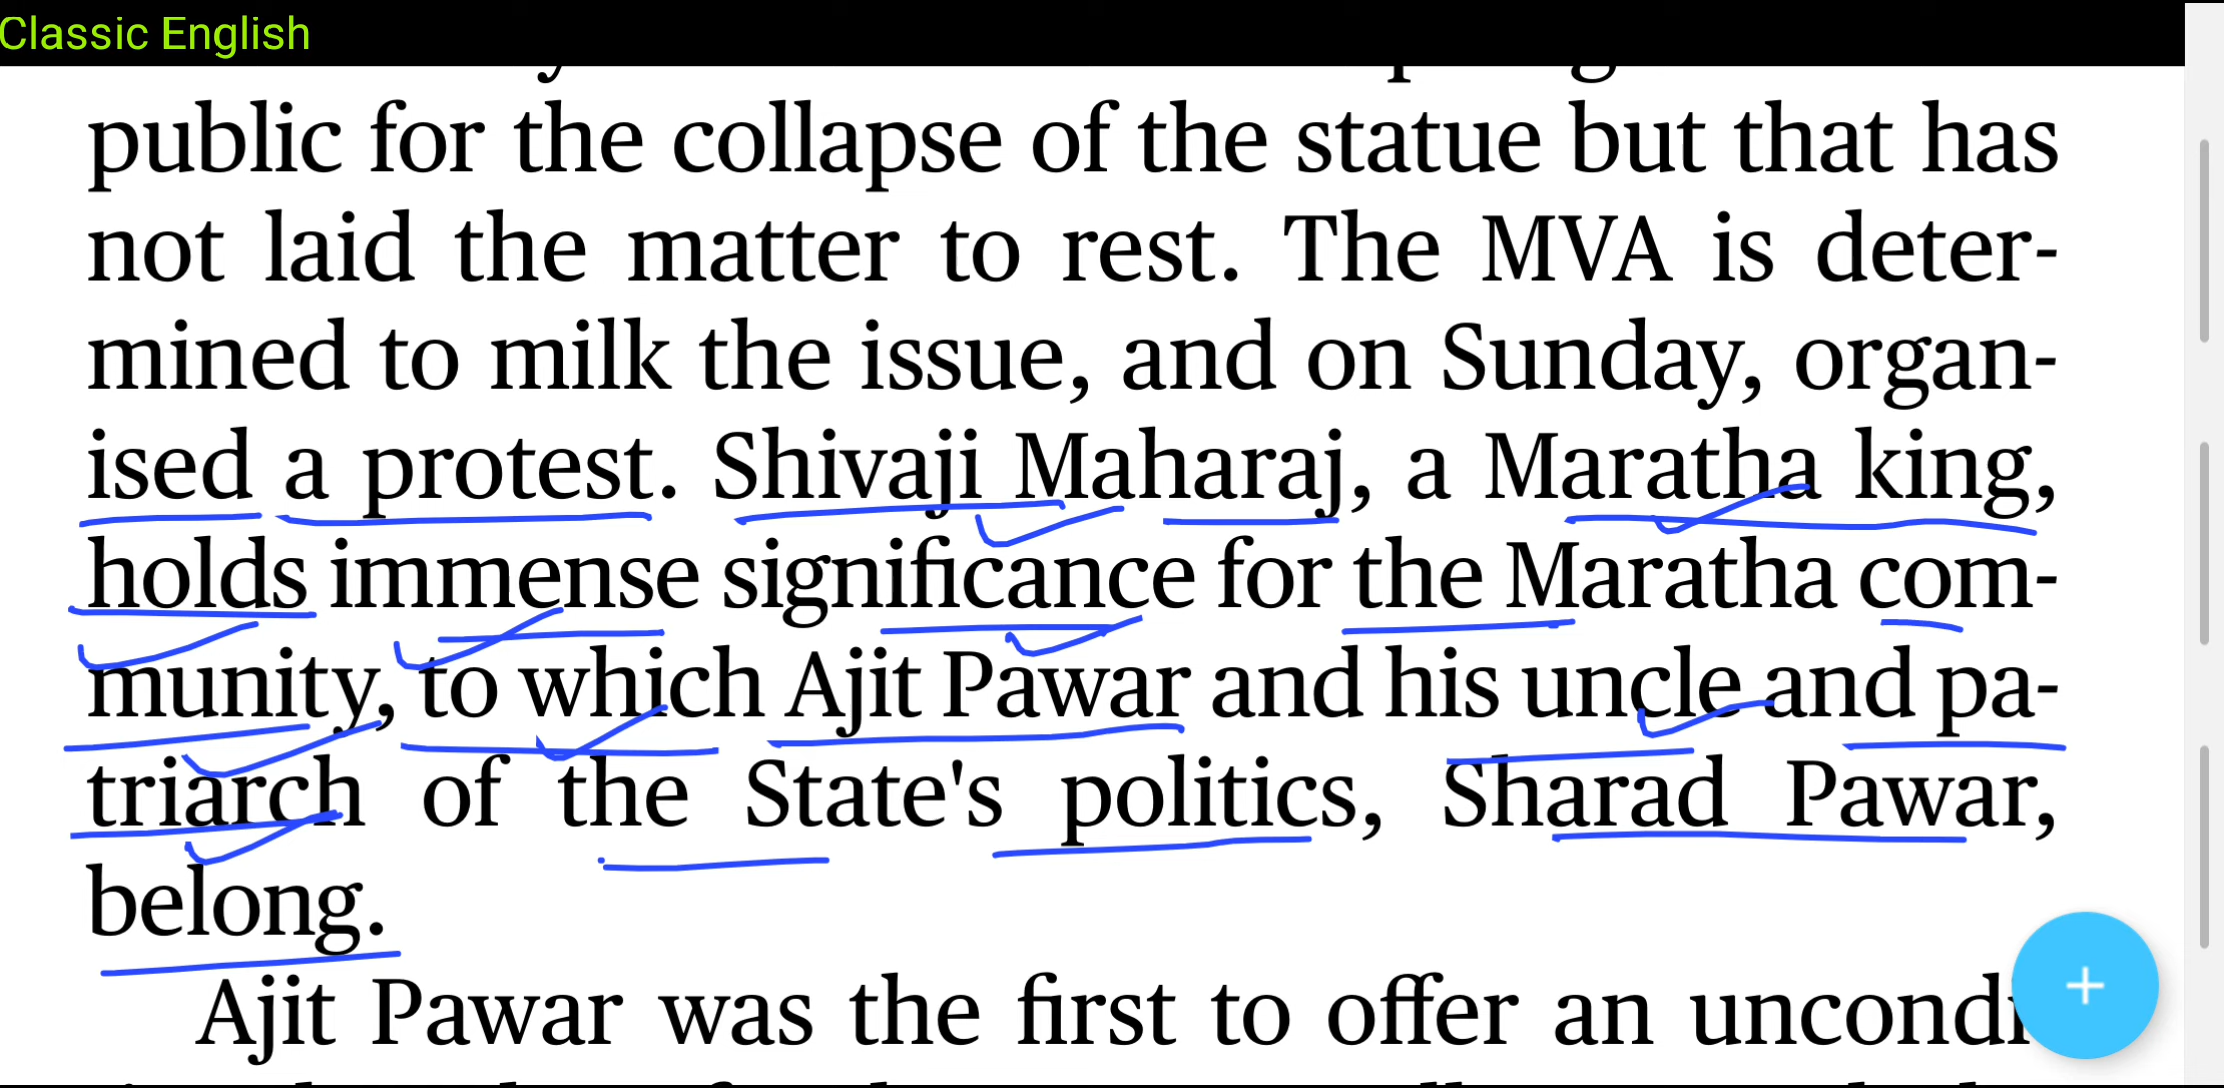 Classic English
public for the collapse of the statue but that has
not laid the matter to rest. The MVA is deter-
mined to milk the issue, and on Sunday, organ-
ised a protest. Shivaji Maharaj, a Maratha king,
holds immense significance for the Maratha com-
munity, to which Ajit Pawar and his uncle and pa-
triarch of the State's politics, Sharad Pawar,
belong.
Ajit Pawar was the first to offer an uncondi